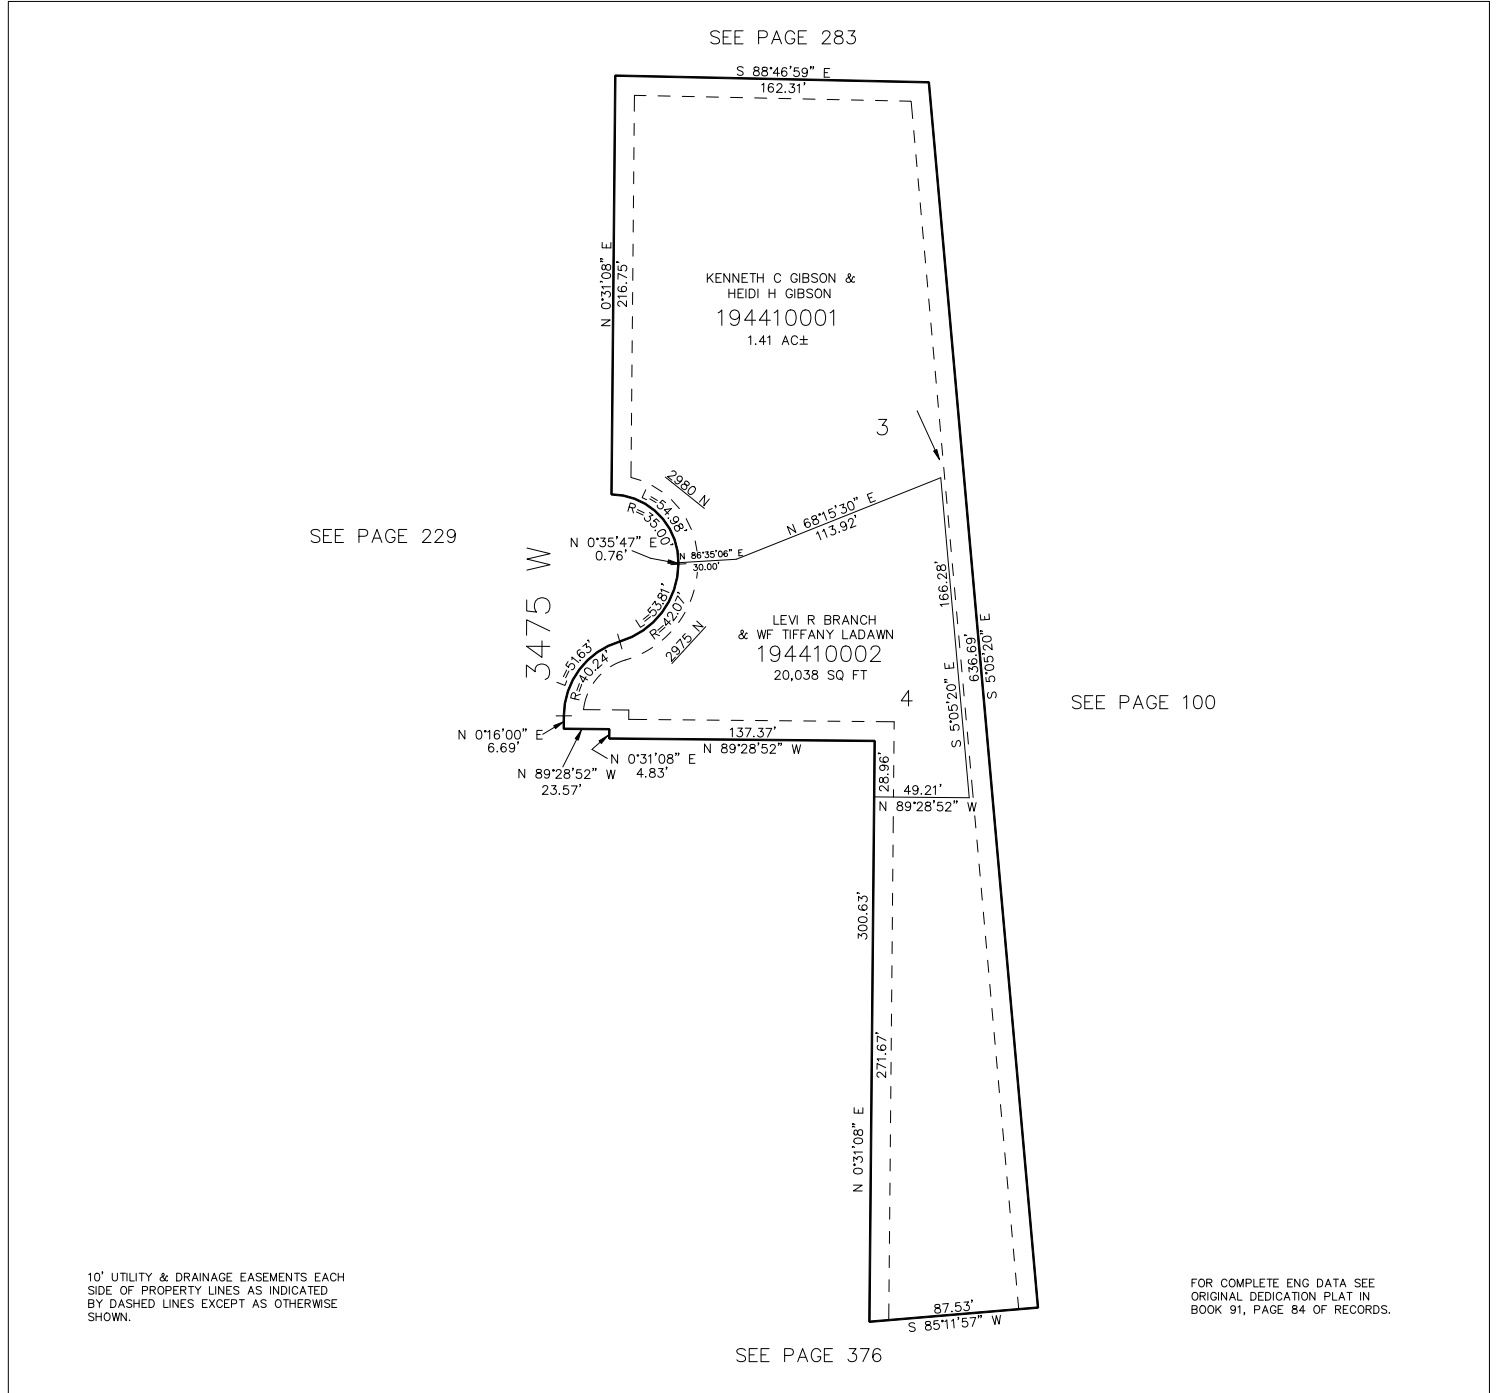 SEE PAGE 283
S 88°46'59" E
162.31'
N 0°31'08" E
216.75'
KENNETH C GIBSON &
HEIDI H GIBSON
194410001
1.41 AC±
3
2980 N
L=54.98'
R=35.00'
N 68°15'30" E
113.92'
SEE PAGE 229
N 0°35'47" E
0.76'
N 86°35'06" E
30.00'
3475 W
L=53.81'
R=42.07'
2975 N
L=51.63'
R=40.24'
LEVI R BRANCH
& WF TIFFANY LADAWN
194410002
20,038 SQ FT
166.28'
S 5°05'20" E
636.69'
S 5°05'20" E
4
SEE PAGE 100
N 0°16'00" E
6.69'
N 89°28'52" W
23.57'
N 0°31'08" E
4.83'
137.37'
N 89°28'52" W
28.96'
49.21'
N 89°28'52" W
300.63'
271.67'
N 0°31'08" E
87.53'
S 85°11'57" W
10' UTILITY & DRAINAGE EASEMENTS EACH
SIDE OF PROPERTY LINES AS INDICATED
BY DASHED LINES EXCEPT AS OTHERWISE
SHOWN.
FOR COMPLETE ENG DATA SEE
ORIGINAL DEDICATION PLAT IN
BOOK 91, PAGE 84 OF RECORDS.
SEE PAGE 376